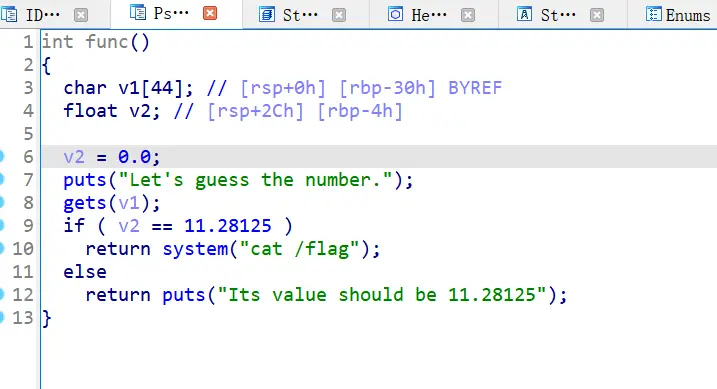 ID… Ps… St… He… St… Enums
1 int func()
2 {
3 char v1[44]; // [rsp+0h] [rbp-30h] BYREF
4 float v2; // [rsp+2Ch] [rbp-4h]
5
6 v2 = 0.0;
7 puts("Let's guess the number.");
8 gets(v1);
9 if ( v2 == 11.28125 )
10 return system("cat /flag");
11 else
12 return puts("Its value should be 11.28125");
13 }